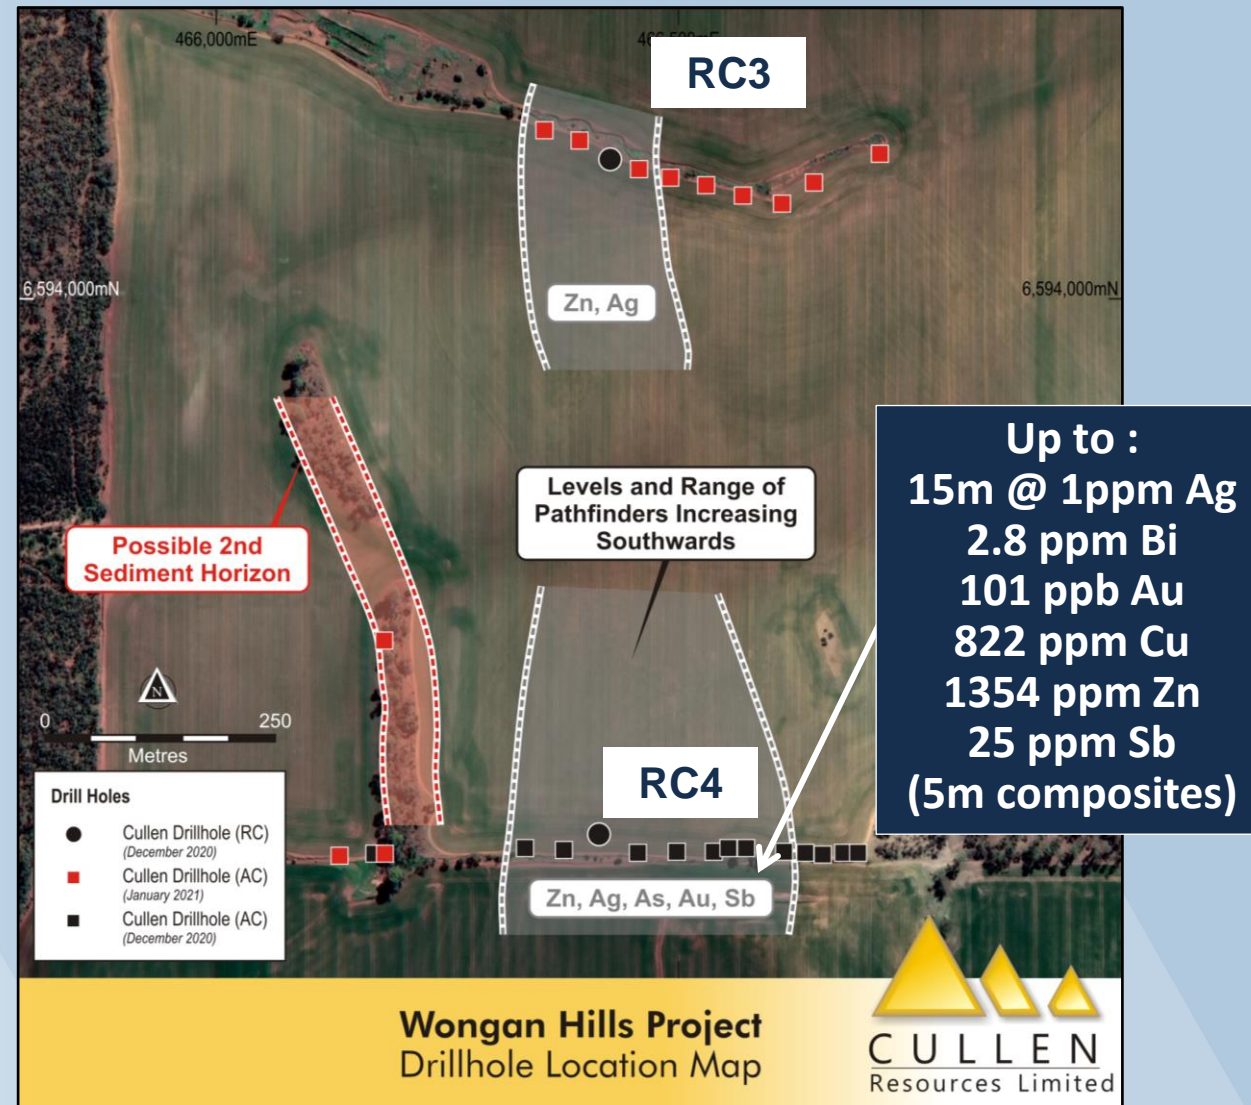 466,000mE
RC3
6,594,000mN
6,594,000mN
Zn, Ag
Up to :
15m @ 1ppm Ag
2.8 ppm Bi
101 ppb Au
822 ppm Cu
1354 ppm Zn
25 ppm Sb
(5m composites)
Levels and Range of
Pathfinders Increasing
Southwards
Possible 2nd
Sediment Horizon
N
0 250
Metres
RC4
Drill Holes
Cullen Drillhole (RC)
(December 2020)
Cullen Drillhole (AC)
(January 2021)
Cullen Drillhole (AC)
(December 2020)
Zn, Ag, As, Au, Sb
Wongan Hills Project
Drillhole Location Map
CULLEN
Resources Limited